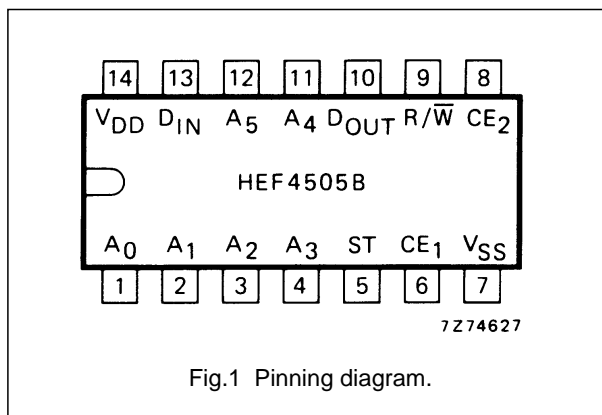 14 13 12 11 10 9 8
VDD DIN A5 A4 DOUT R/W̅ CE2
HEF4505B
A0 A1 A2 A3 ST CE1 VSS
1 2 3 4 5 6 7
7Z74627
Fig.1 Pinning diagram.